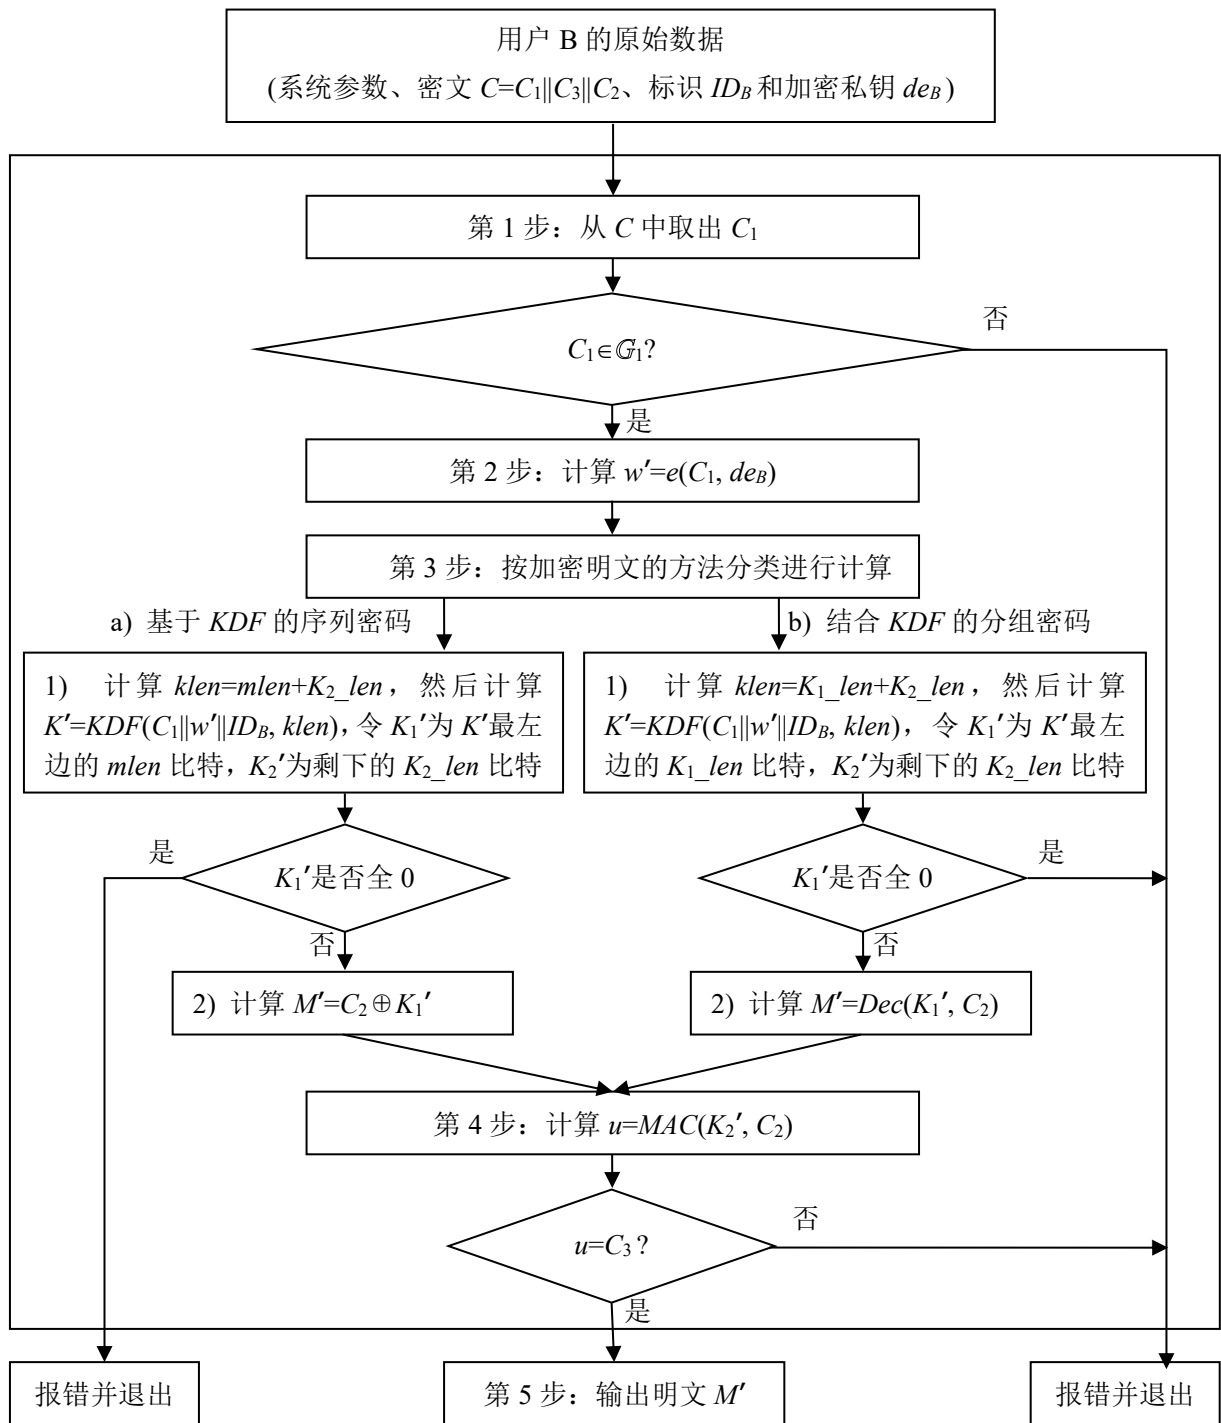 用户 B 的原始数据
(系统参数、密文 C=C₁||C₃||C₂、标识 ID_B 和加密私钥 de_B )
第 1 步：从 C 中取出 C₁
C₁∈𝔾₁?
否
是
第 2 步：计算 w′=e(C₁, de_B)
第 3 步：按加密明文的方法分类进行计算
a) 基于 KDF 的序列密码
b) 结合 KDF 的分组密码
1) 计算 klen=mlen+K₂_len，然后计算
K′=KDF(C₁||w′||ID_B, klen)，令 K₁′为 K′最左
边的 mlen 比特，K₂′为剩下的 K₂_len 比特
1) 计算 klen=K₁_len+K₂_len，然后计算
K′=KDF(C₁||w′||ID_B, klen)，令 K₁′为 K′最左
边的 K₁_len 比特，K₂′为剩下的 K₂_len 比特
是
K₁′是否全 0
否
K₁′是否全 0
是
否
2) 计算 M′=C₂⊕K₁′
2) 计算 M′=Dec(K₁′, C₂)
第 4 步：计算 u=MAC(K₂′, C₂)
u=C₃?
否
是
报错并退出
第 5 步：输出明文 M′
报错并退出